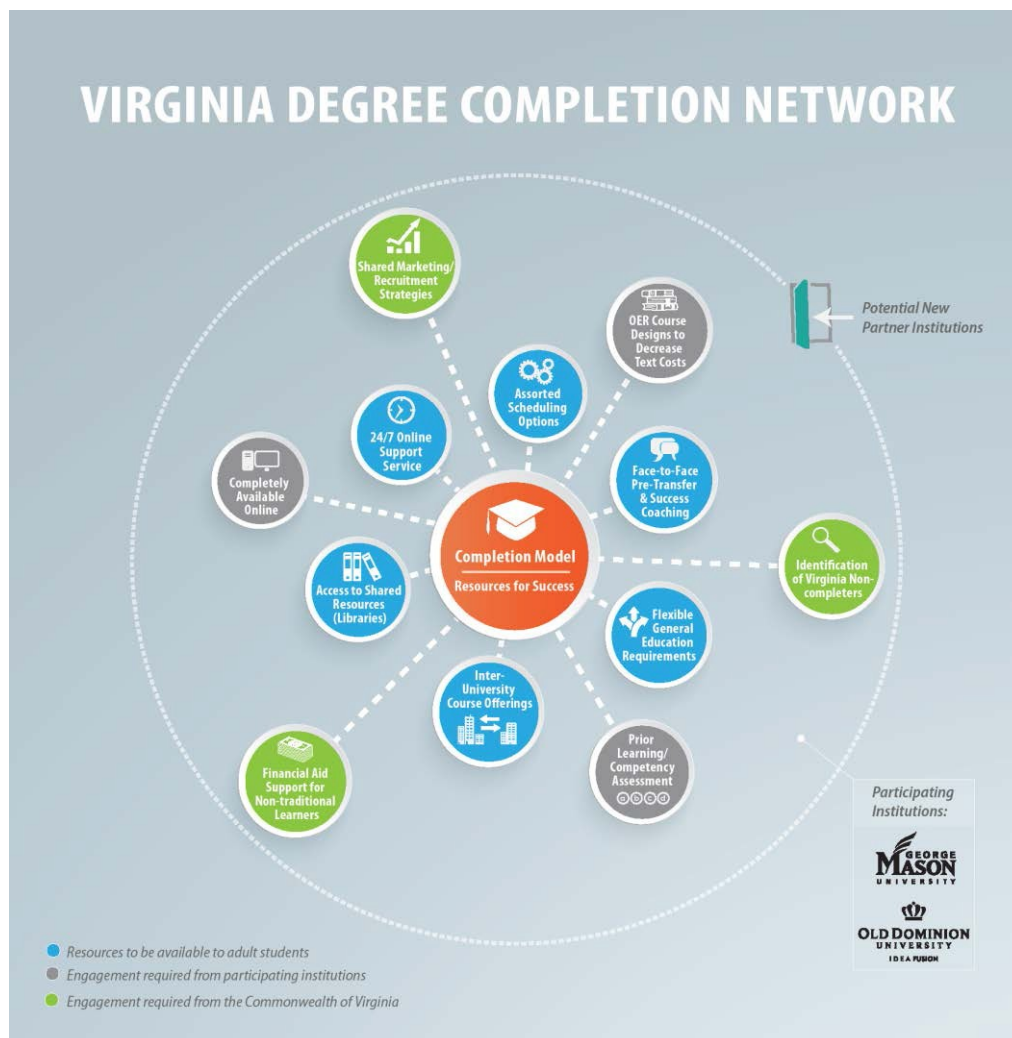 VIRGINIA DEGREE COMPLETION NETWORK
Shared Marketing/
Recruitment
Strategies
OER Course
Designs to
Decrease
Text Costs
Potential New
Partner Institutions
Assorted
Scheduling
Options
24/7 Online
Support
Service
Face-to-Face
Pre-Transfer
& Success
Coaching
Completely
Available
Online
Completion Model
Resources for Success
Identification
of Virginia Non-
completers
Access to Shared
Resources
(Libraries)
Flexible
General
Education
Requirements
Inter-
University
Course Offerings
Prior
Learning/
Competency
Assessment
a b c d
Financial Aid
Support for
Non-traditional
Learners
Participating
Institutions:
GEORGE
MASON
UNIVERSITY
OLD DOMINION
UNIVERSITY
IDEA FUSION
Resources to be available to adult students
Engagement required from participating institutions
Engagement required from the Commonwealth of Virginia